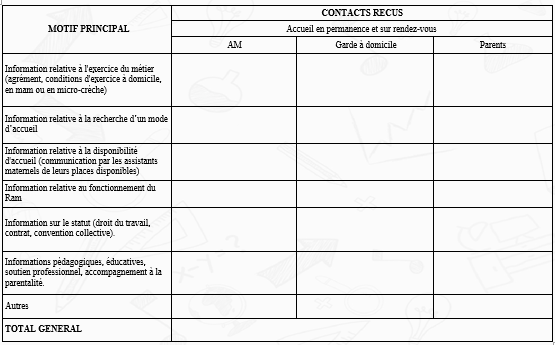 CONTACTS RECUS
MOTIF PRINCIPAL
Accueil en permanence et sur rendez-vous
AM
Garde à domicile
Parents
Information relative à l'exercice du métier
(agrément, conditions d'exercice à domicile,
en mam ou en micro-crèche)
Information relative à la recherche d'un mode
d'accueil
Information relative à la disponibilité
d'accueil (communication par les assistants
maternels de leurs places disponibles)
Information relative au fonctionnement du
Ram
Information sur le statut (droit du travail,
contrat, convention collective).
Informations pédagogiques, éducatives,
soutien professionnel, accompagnement à la
parentalité.
Autres
TOTAL GENERAL